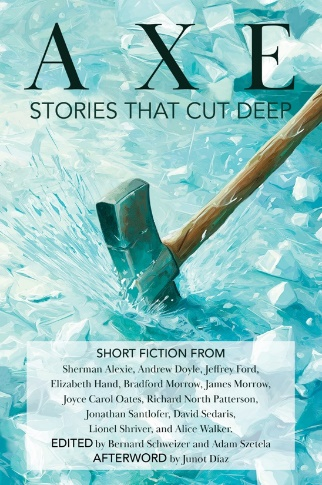 AXE
STORIES THAT CUT DEEP
SHORT FICTION FROM
Sherman Alexie, Andrew Doyle, Jeffrey Ford,
Elizabeth Hand, Bradford Morrow, James Morrow,
Joyce Carol Oates, Richard North Patterson,
Jonathan Santlofer, David Sedaris,
Lionel Shriver, and Alice Walker.
EDITED by Bernard Schweizer and Adam Szetela
AFTERWORD by Junot Díaz